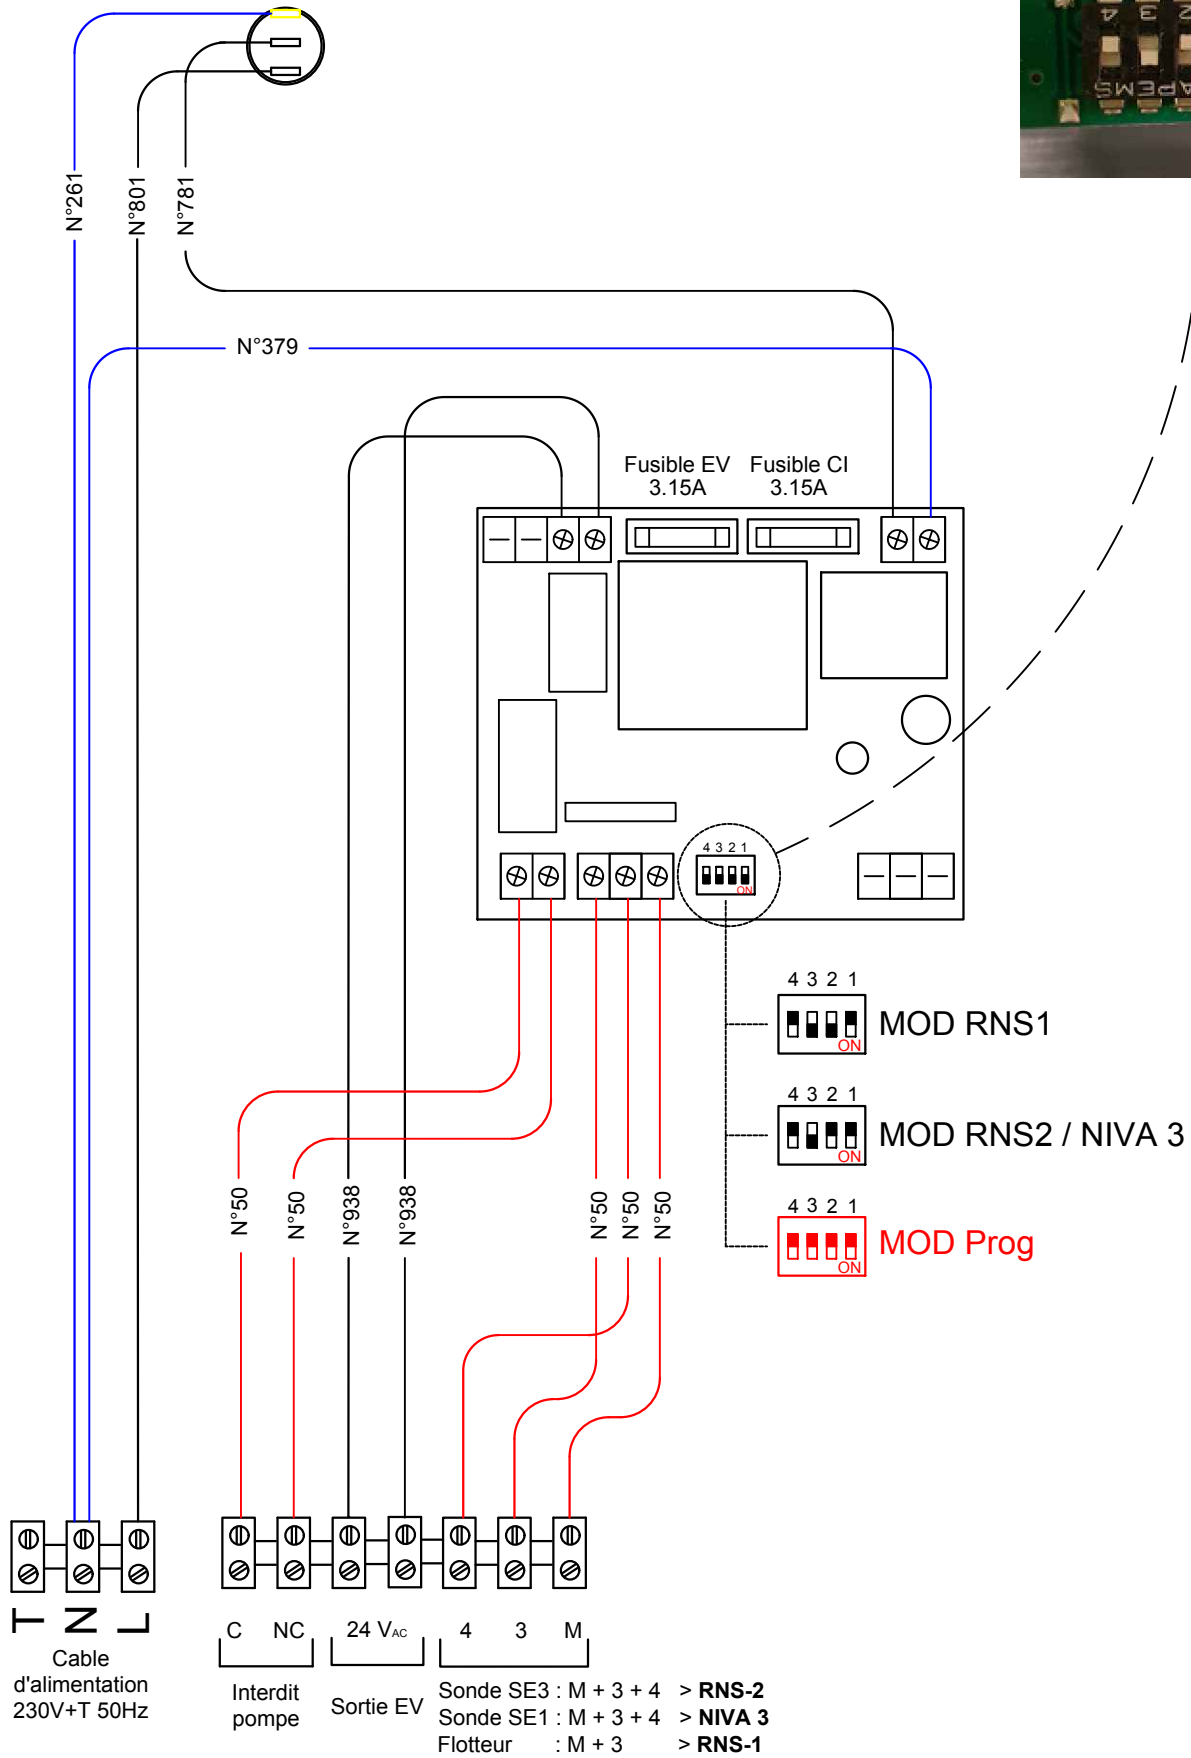 4 3 2
APEMS
N°261
N°801
N°781
N°379
Fusible EV
3.15A
Fusible CI
3.15A
4 3 2 1
ON
4 3 2 1
ON
MOD RNS1
4 3 2 1
ON
MOD RNS2 / NIVA 3
4 3 2 1
ON
MOD Prog
N°50
N°50
N°938
N°938
N°50
N°50
N°50
T N L
Cable
d'alimentation
230V+T 50Hz
C NC
Interdit
pompe
24 VAC
Sortie EV
4 3 M
Sonde SE3 : M + 3 + 4 > RNS-2
Sonde SE1 : M + 3 + 4 > NIVA 3
Flotteur : M + 3 > RNS-1